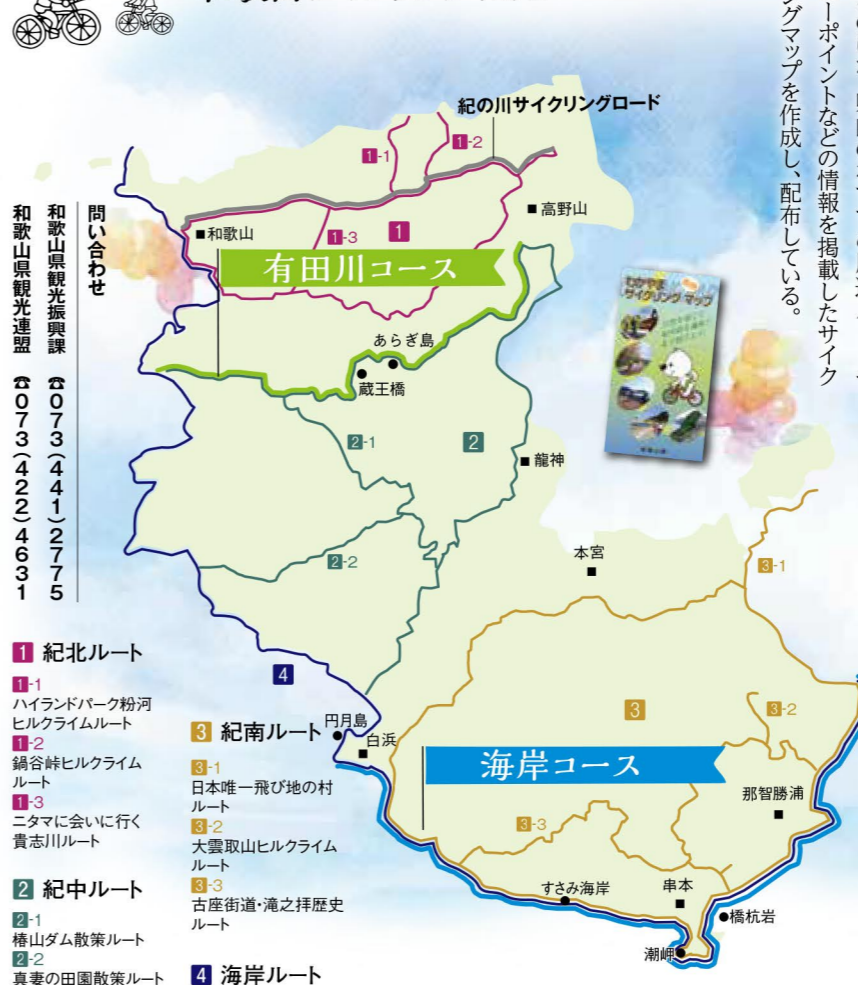 ーポイントなどの情報を掲載したサイク
ングマップを作成し、配布している。
紀の川サイクリングロード
1-1
1-2
高野山
和歌山
1-3
1
有田川コース
あらぎ島
蔵王橋
わかやま
サイクリング マップ
2-1
2
龍神
2-2
本宮
3-1
4
3
3-2
円月島
白浜
海岸コース
那智勝浦
3-3
すさみ海岸
串本
橋杭岩
潮岬
問い合わせ
和歌山県観光振興課 ☎073(441)2775
和歌山県観光連盟 ☎073(422)4631
1 紀北ルート
1-1
ハイランドパーク粉河
ヒルクライムルート
1-2
鍋谷峠ヒルクライム
ルート
1-3
ニタマに会いに行く
貴志川ルート
2 紀中ルート
2-1
椿山ダム散策ルート
2-2
真妻の田園散策ルート
3 紀南ルート
3-1
日本唯一飛び地の村
ルート
3-2
大雲取山ヒルクライム
ルート
3-3
古座街道・滝之拝歴史
ルート
4 海岸ルート